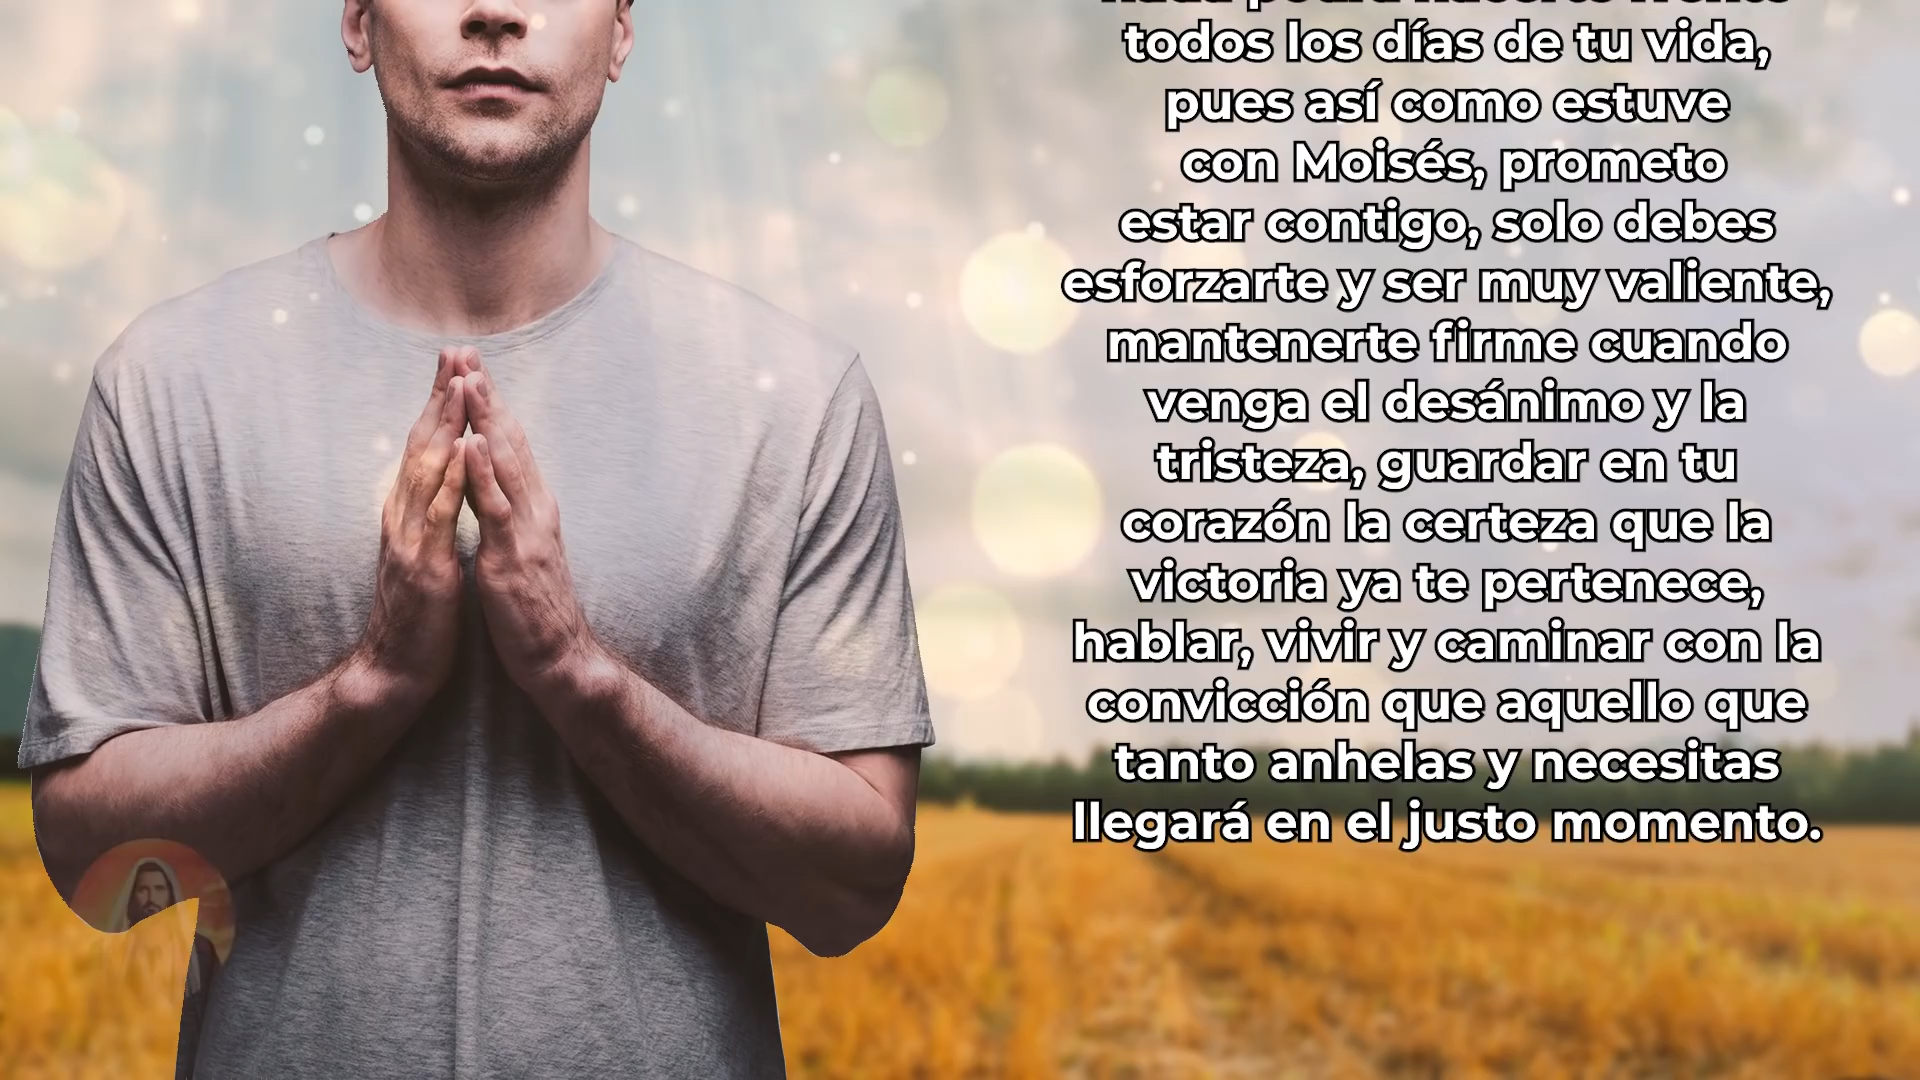 todos los días de tu vida,
pues así como estuve
con Moisés, prometo
estar contigo, solo debes
esforzarte y ser muy valiente,
mantenerte firme cuando
venga el desánimo y la
tristeza, guardar en tu
corazón la certeza que la
victoria ya te pertenece,
hablar, vivir y caminar con la
convicción que aquello que
tanto anhelas y necesitas
llegará en el justo momento.